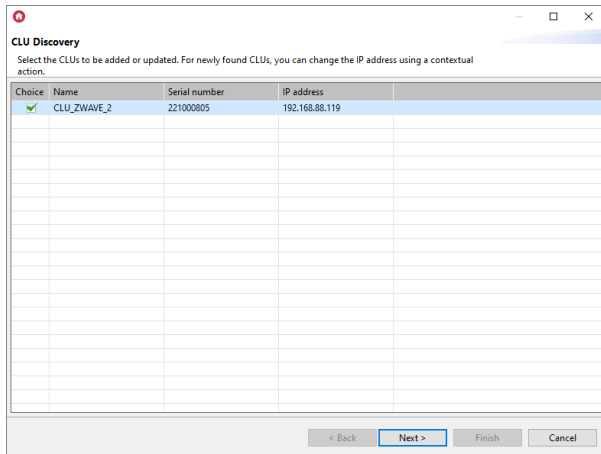 CLU Discovery
Select the CLUs to be added or updated. For newly found CLUs, you can change the IP address using a contextual
action.
Choice Name Serial number IP address
CLU_ZWAVE_2 221000805 192.168.88.119
< Back Next > Finish Cancel